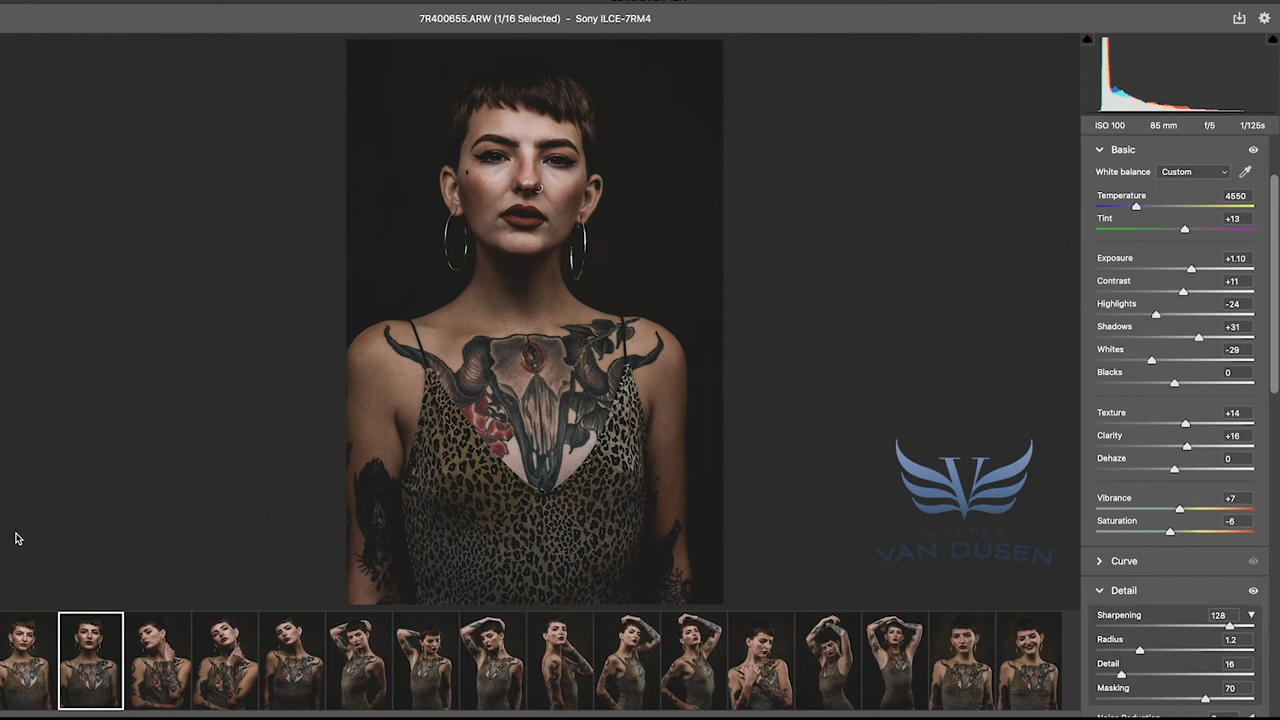 7R400655.ARW (1/16 Selected) - Sony ILCE-7RM4
ISO 100 85 mm f/5 1/125s
Basic
White balance Custom
Temperature 4550
Tint +13
Exposure +1.10
Contrast +11
Highlights -24
Shadows +31
Whites -29
Blacks 0
Texture +14
Clarity +16
Dehaze 0
Vibrance +7
Saturation -6
WALTER
VAN DUSEN
Curve
Detail
Sharpening 128
Radius 1.2
Detail 16
Masking 70